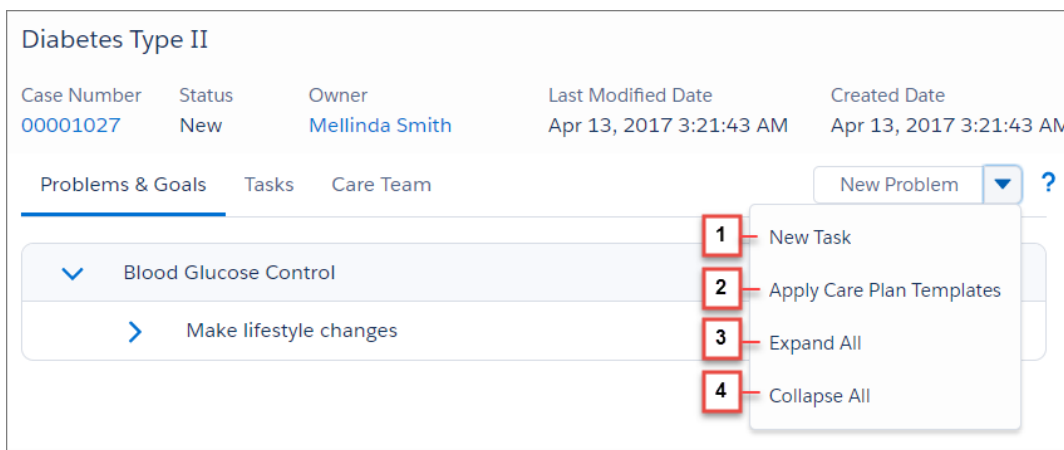 Diabetes Type II
Case Number Status Owner Last Modified Date Created Date
00001027 New Mellinda Smith Apr 13, 2017 3:21:43 AM Apr 13, 2017 3:21:43 AM
Problems & Goals Tasks Care Team New Problem ?
1 New Task
Blood Glucose Control
2 Apply Care Plan Templates
Make lifestyle changes
3 Expand All
4 Collapse All